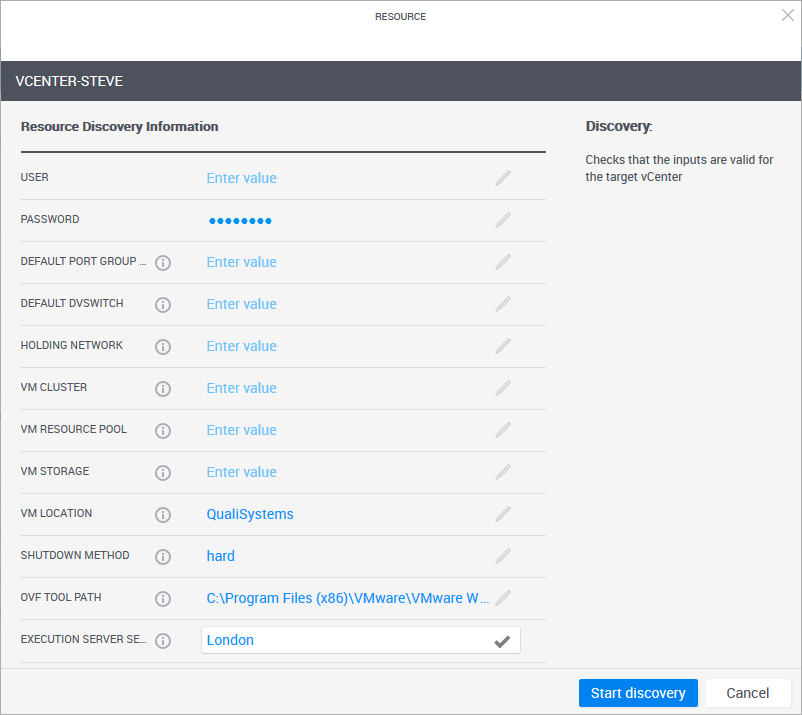 RESOURCE
VCENTER-STEVE
Resource Discovery Information
USER Enter value
PASSWORD ••••••••
DEFAULT PORT GROUP ... Enter value
DEFAULT DVSWITCH Enter value
HOLDING NETWORK Enter value
VM CLUSTER Enter value
VM RESOURCE POOL Enter value
VM STORAGE Enter value
VM LOCATION QualiSystems
SHUTDOWN METHOD hard
OVF TOOL PATH C:\Program Files (x86)\VMware\VMware W ...
EXECUTION SERVER SE... London
Discovery:
Checks that the inputs are valid for
the target vCenter
Start discovery
Cancel